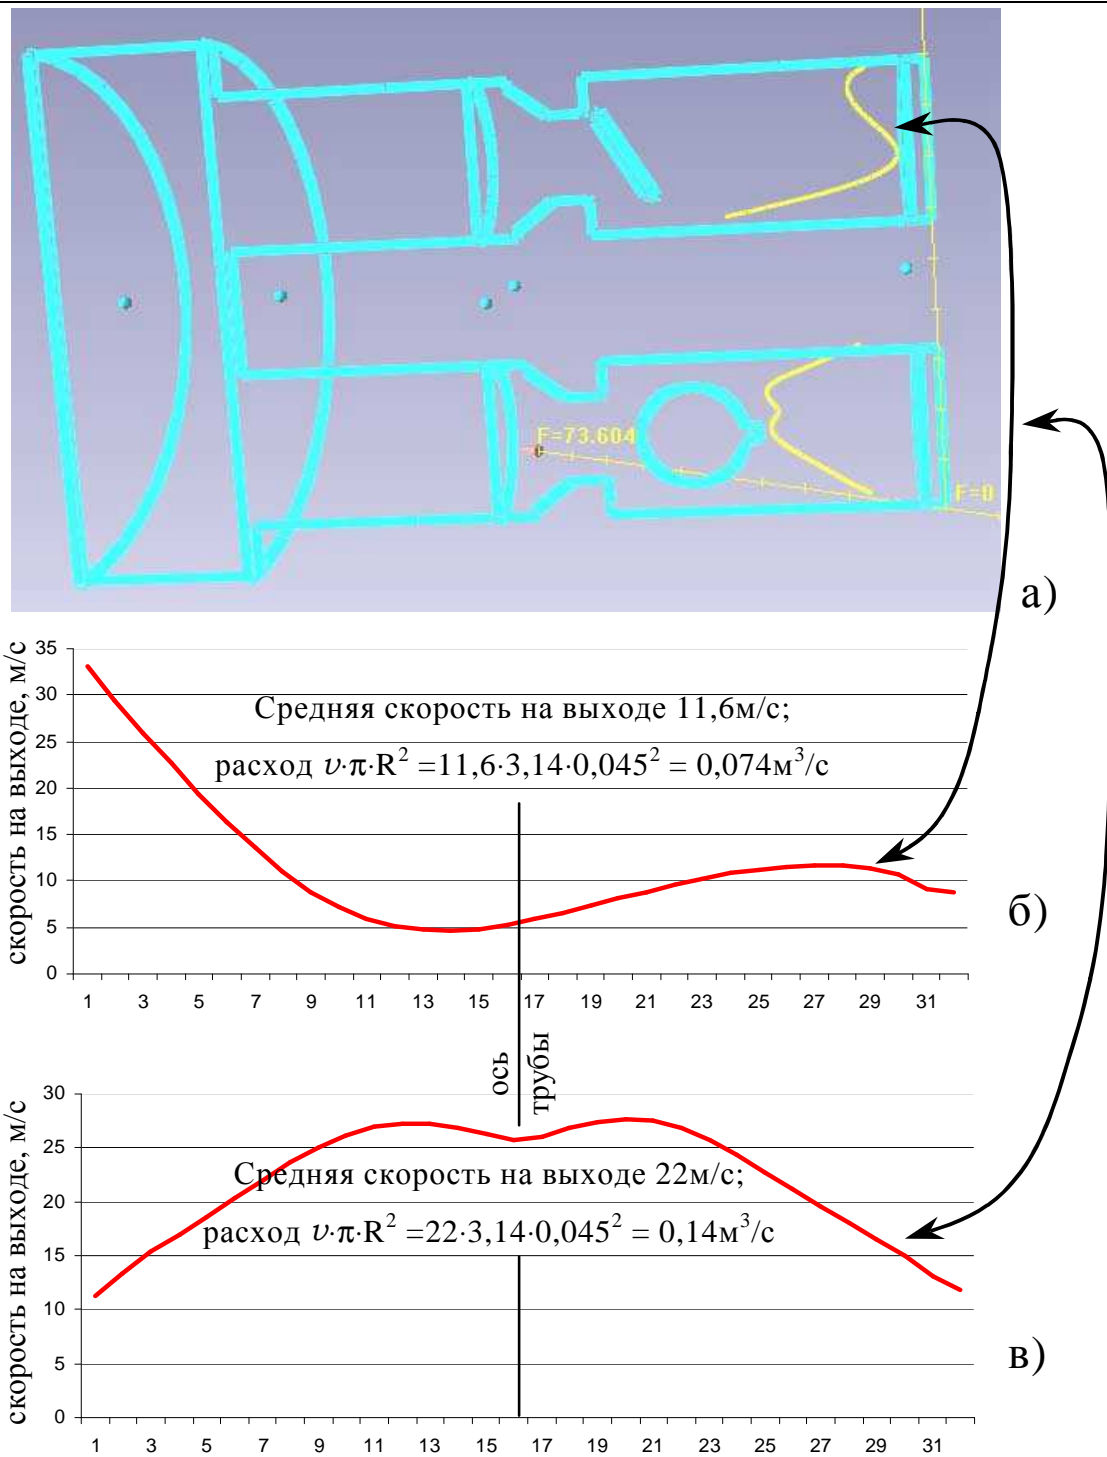 F=73.604
F=0
а)
скорость на выходе, м/с
35
30
25
20
15
10
5
0
Средняя скорость на выходе 11,6м/с;
расход υ·π·R² =11,6·3,14·0,045² = 0,074м³/с
б)
1 3 5 7 9 11 13 15 17 19 21 23 25 27 29 31
ось
трубы
скорость на выходе, м/с
30
25
20
15
10
5
0
Средняя скорость на выходе 22м/с;
расход υ·π·R² =22·3,14·0,045² = 0,14м³/с
в)
1 3 5 7 9 11 13 15 17 19 21 23 25 27 29 31